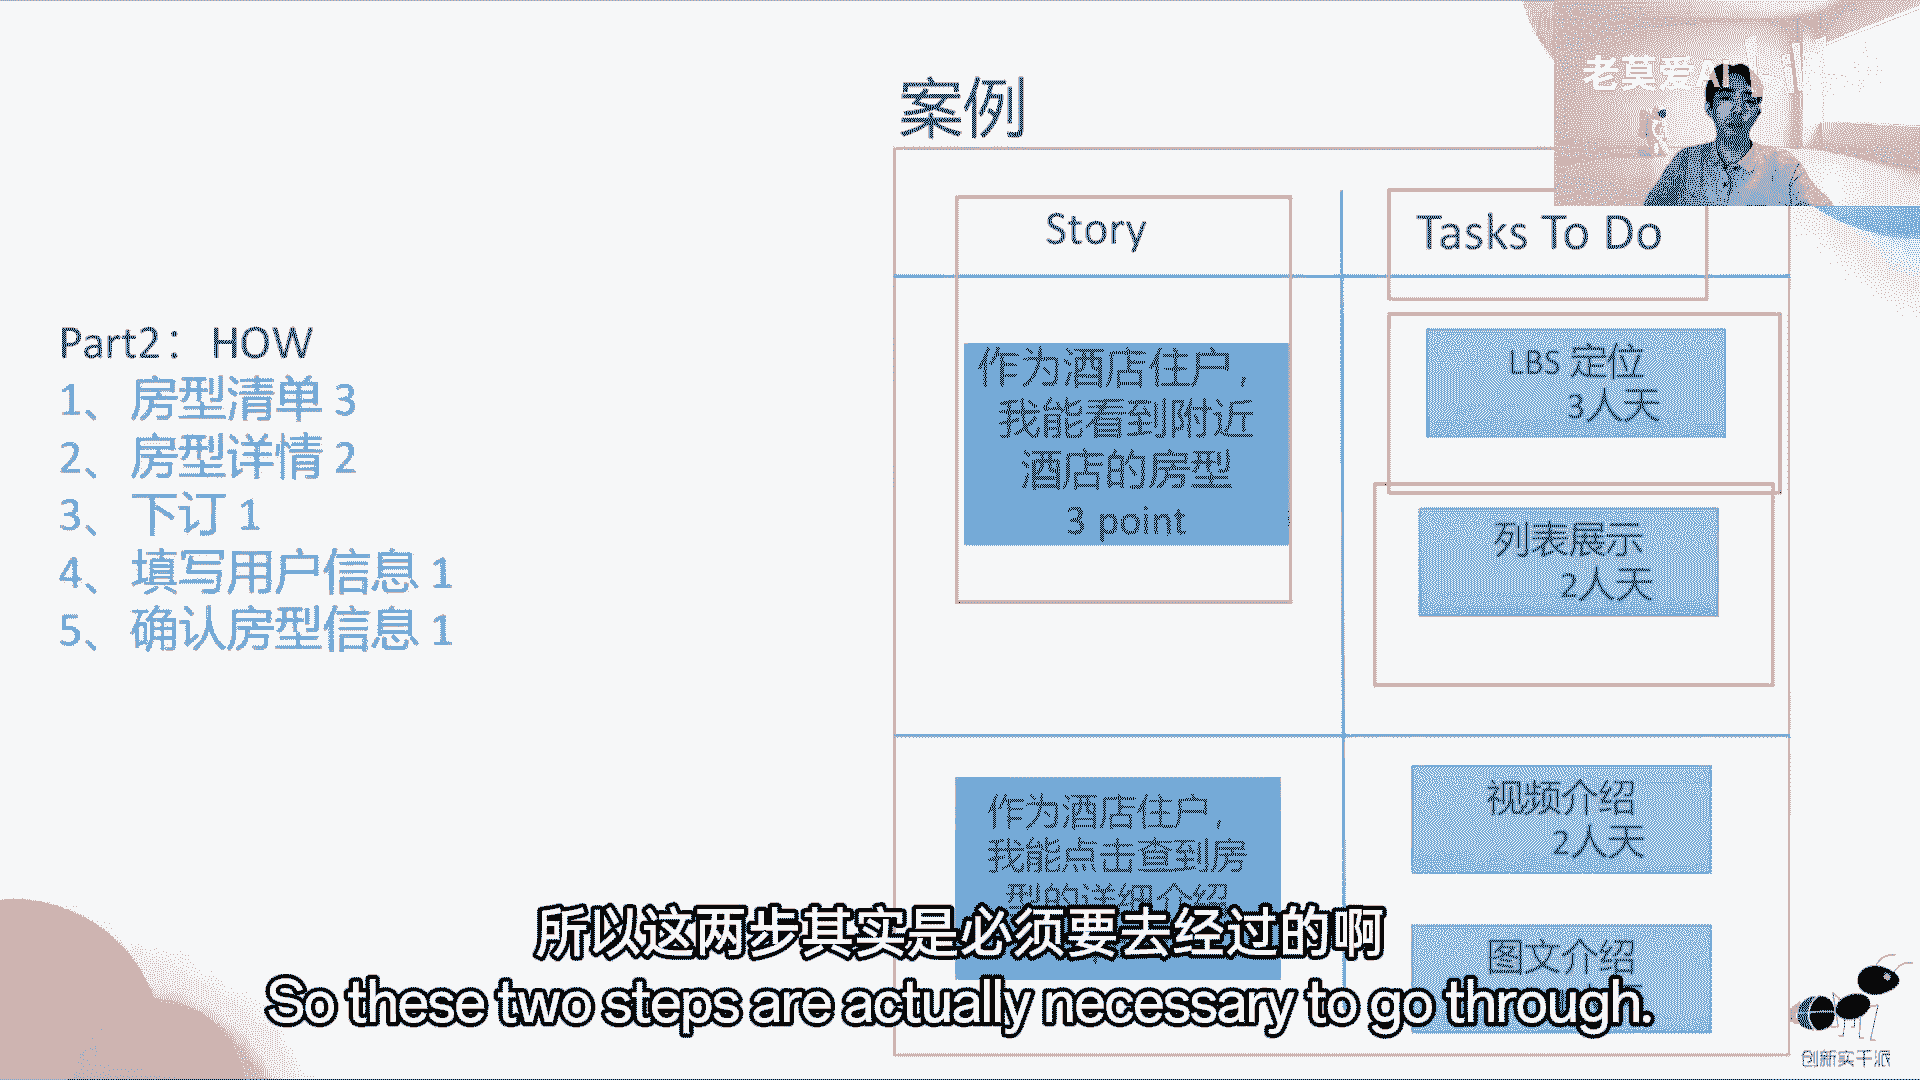 老莫爱AI
案例
Story
Tasks To Do
Part2： HOW
1、房型清单 3
2、房型详情 2
3、下订 1
4、填写用户信息 1
5、确认房型信息 1
作为酒店住户，
我能看到附近
酒店的房型
3 point
LBS 定位
3人天
列表展示
2人天
作为酒店住户，
我能点击查到房
型的详细介绍
视频介绍
2人天
图文介绍
所以这两步其实是必须要去经过的啊
So these two steps are actually necessary to go through.
创新实干派